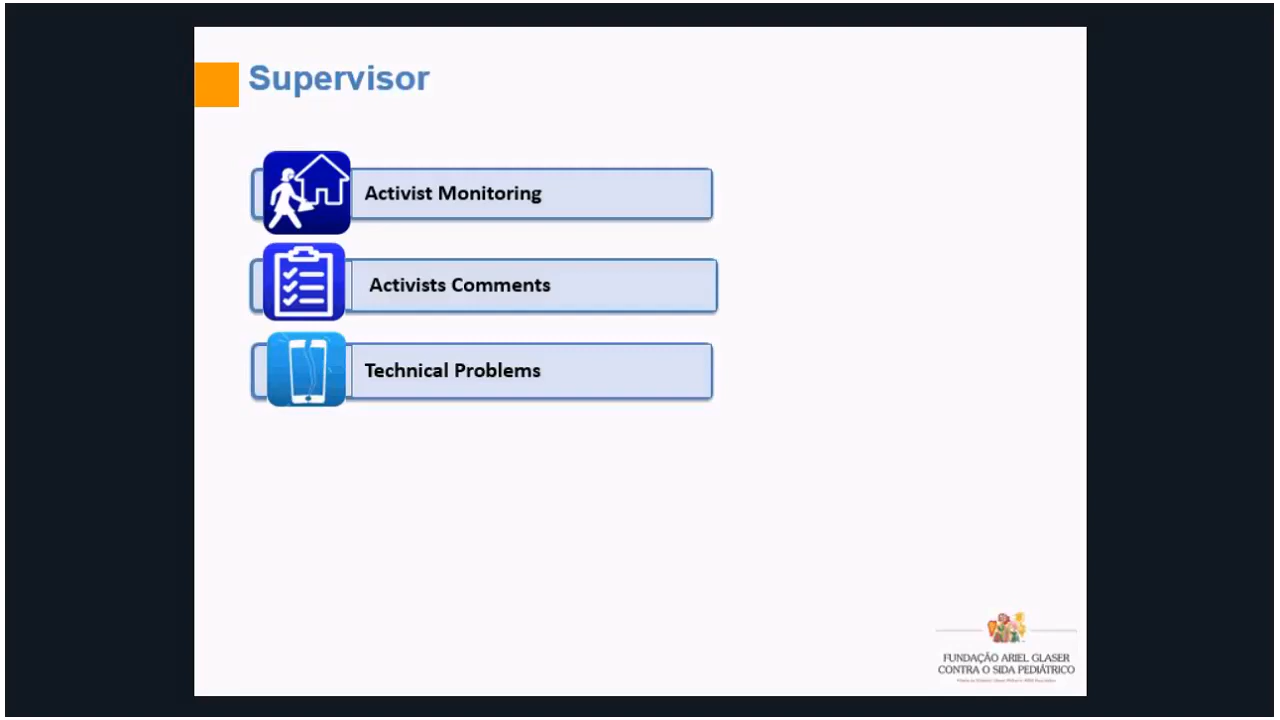 Supervisor
Activist Monitoring
Activists Comments
Technical Problems
FUNDAÇÃO ARIEL GLASER
CONTRA O SIDA PEDIÁTRICO